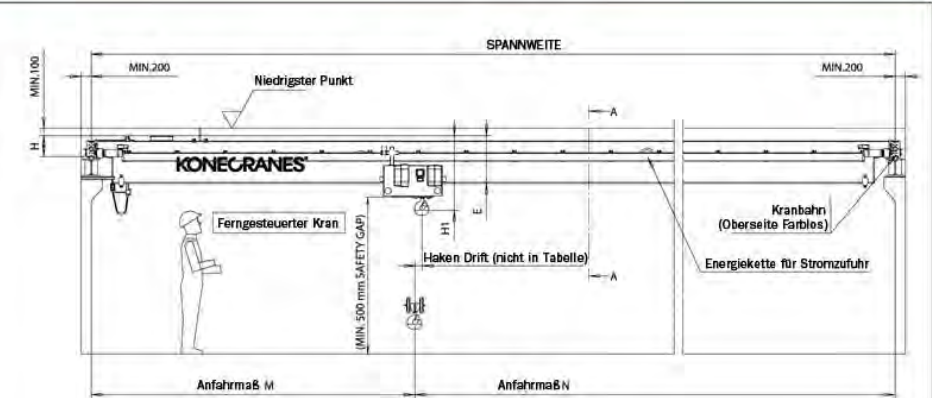 SPANNWEITE
MIN.100
MIN.200
MIN.200
Niedrigster Punkt
A
H
KONECRANES®
E
H1
Ferngesteuerter Kran
Kranbahn
(Oberseite Farblos)
Haken Drift (nicht in Tabelle)
Energiekette für Stromzufuhr
A
(MIN. 500 mm SAFETY GAP)
Anfahrmaß M
Anfahrmaß N